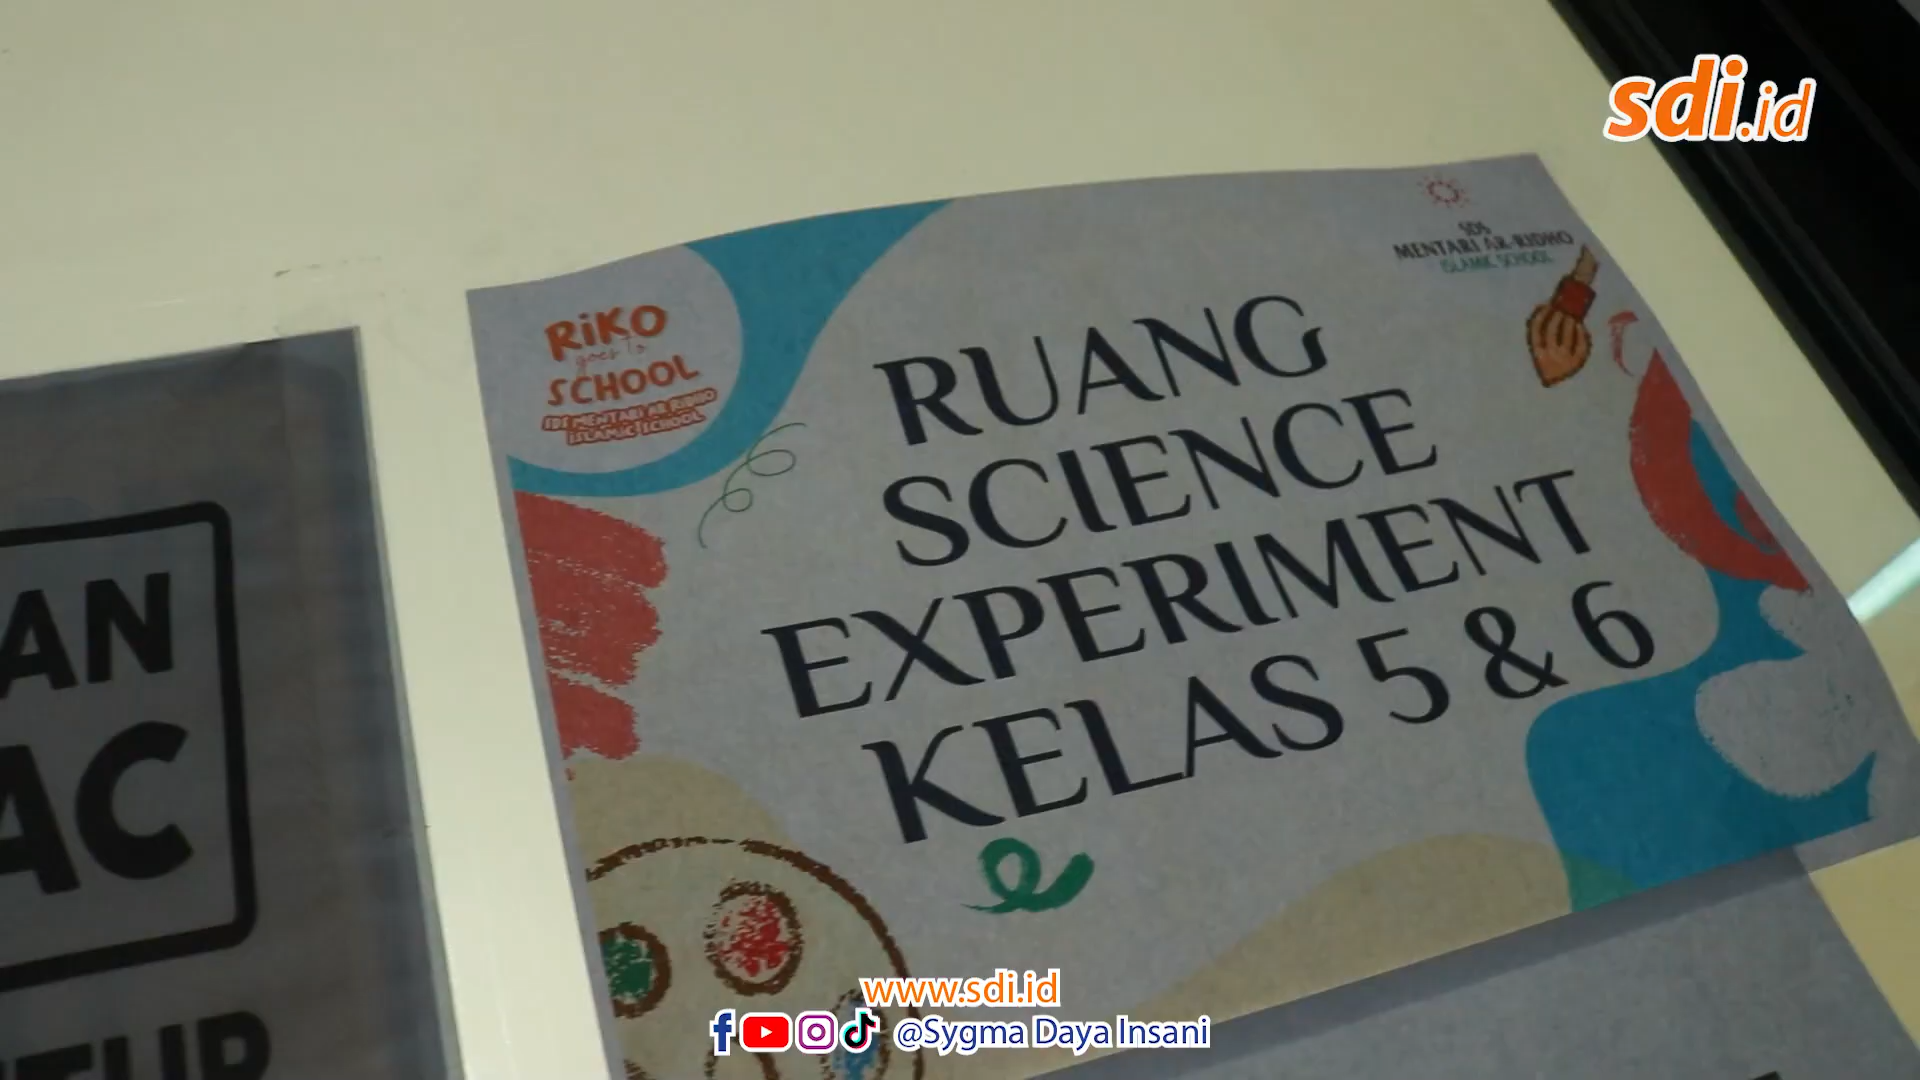 sdi.id
SDS
MENTARI AR-RIDHO
ISLAMIC SCHOOL
RiKO
goes to
SCHOOL
SDS MENTARI AR RIDHO
ISLAMIC SCHOOL
RUANG
SCIENCE
EXPERIMENT
KELAS 5 & 6
AN
AC
www.sdi.id
@Sygma Daya Insani